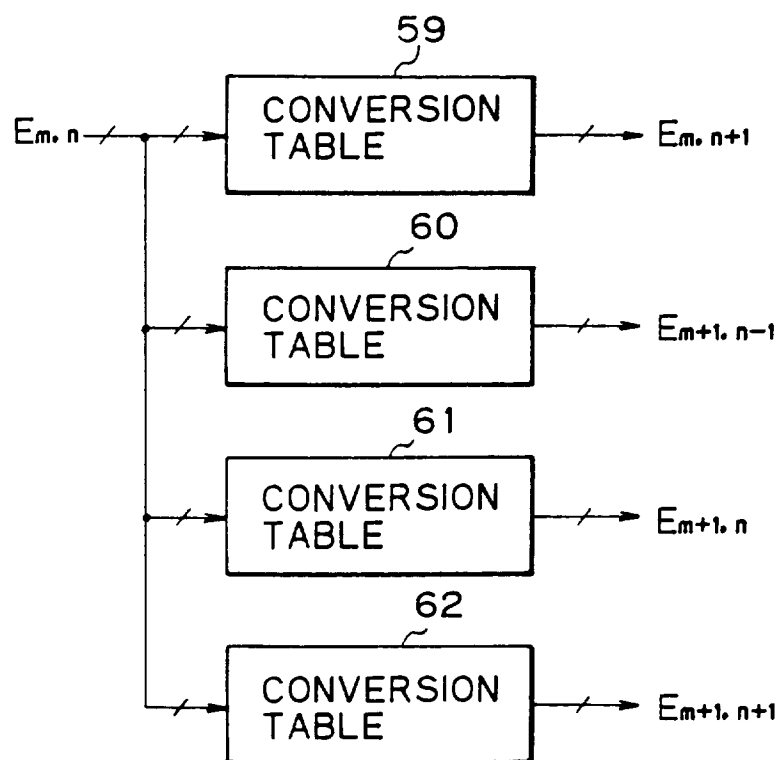 59
CONVERSION
TABLE
Em.n
Em.n+1
60
CONVERSION
TABLE
Em+1.n-1
61
CONVERSION
TABLE
Em+1.n
62
CONVERSION
TABLE
Em+1.n+1